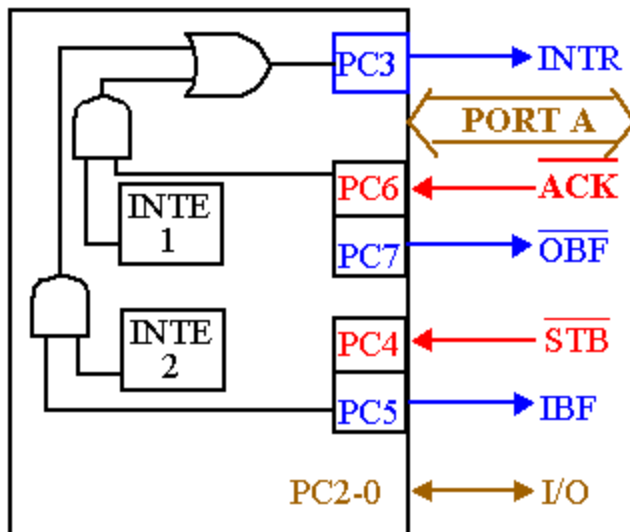 PC3 INTR
PORT A
PC6 ACK
INTE
1
PC7 OBF
INTE
2
PC4 STB
PC5 IBF
PC2-0 I/O